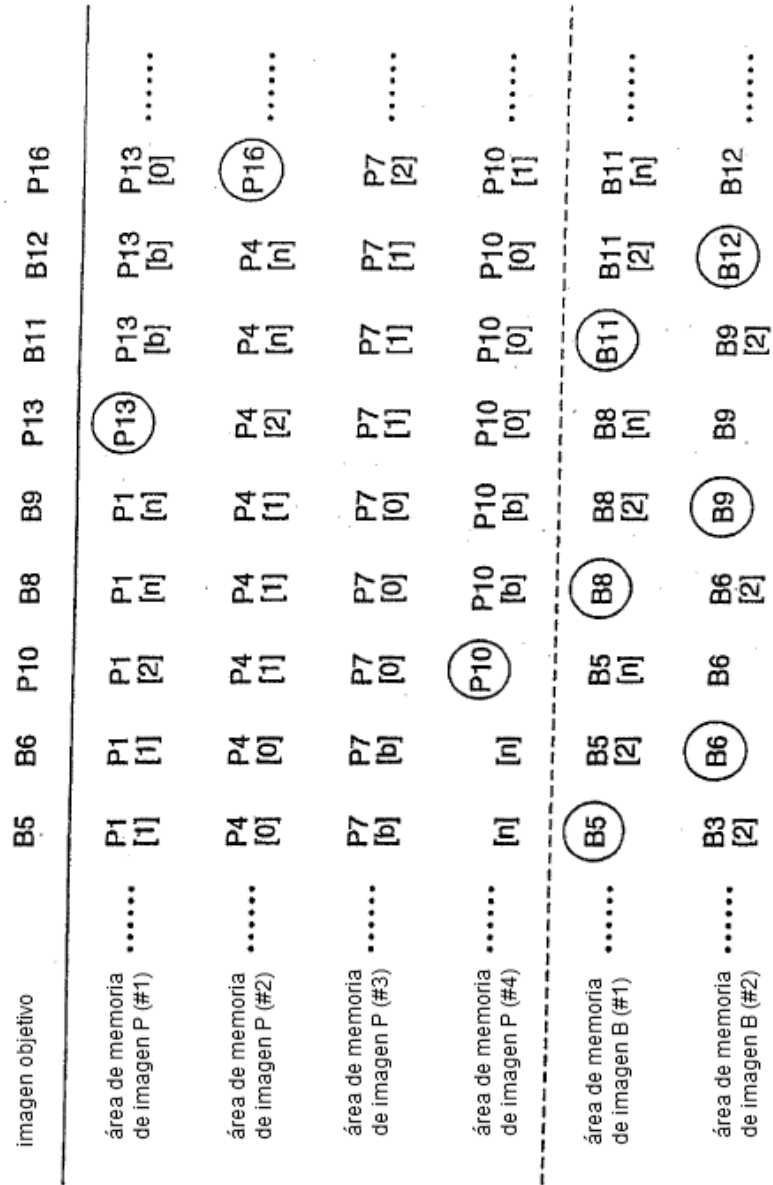 imagen objetivo B5 B6 P10 B8 B9 P13 B11 B12 P16
área de memoria ...... P1 P1 P1 P1 P1 P13 P13 P13 P13 ......
de imagen P (#1) [1] [1] [2] [n] [n] [b] [b] [0]
área de memoria ...... P4 P4 P4 P4 P4 P4 P4 P4 P16 ......
de imagen P (#2) [0] [0] [1] [1] [1] [2] [n] [n]
área de memoria ...... P7 P7 P7 P7 P7 P7 P7 P7 P7 ......
de imagen P (#3) [b] [b] [0] [0] [0] [1] [1] [1] [2]
área de memoria ...... [n] [n] P10 P10 P10 P10 P10 P10 P10 ......
de imagen P (#4) [b] [b] [0] [0] [0] [1]
área de memoria ...... B5 B5 B5 B8 B8 B8 B11 B11 B11 ......
de imagen B (#1) [2] [n] [2] [n] [2] [n]
área de memoria ...... B3 B6 B6 B6 B9 B9 B9 B12 B12 ......
de imagen B (#2) [2] [2] [2]